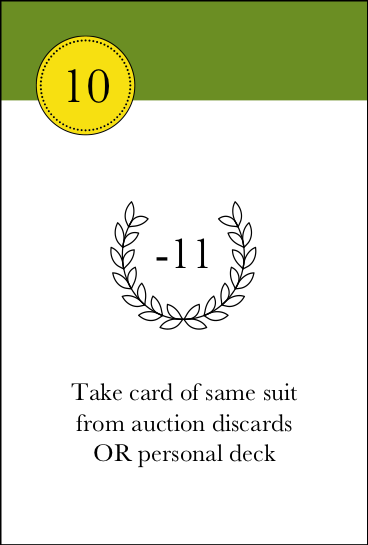 10
-11
Take card of same suit
from auction discards
OR personal deck